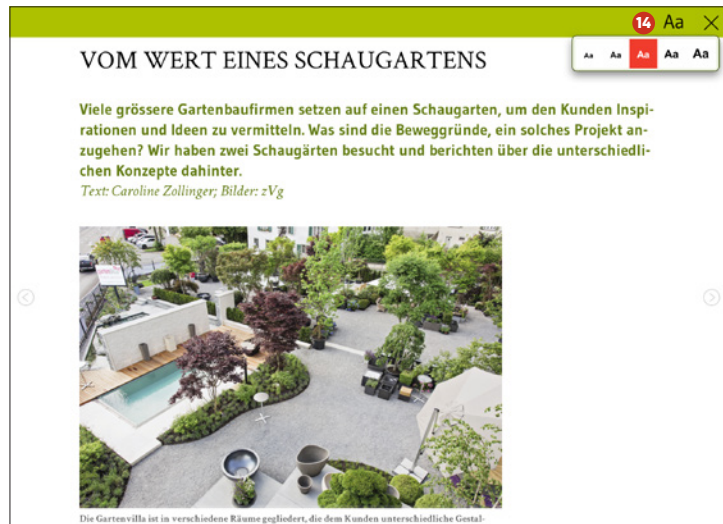 14 Aa
Aa Aa Aa Aa Aa
VOM WERT EINES SCHAUGARTENS
Viele grössere Gartenbaufirmen setzen auf einen Schaugarten, um den Kunden Inspi-
rationen und Ideen zu vermitteln. Was sind die Beweggründe, ein solches Projekt an-
zugehen? Wir haben zwei Schaugärten besucht und berichten über die unterschiedli-
chen Konzepte dahinter.
Text: Caroline Zollinger; Bilder: zVg
Die Gartenvilla ist in verschiedene Räume gegliedert, die dem Kunden unterschiedliche Gestal-